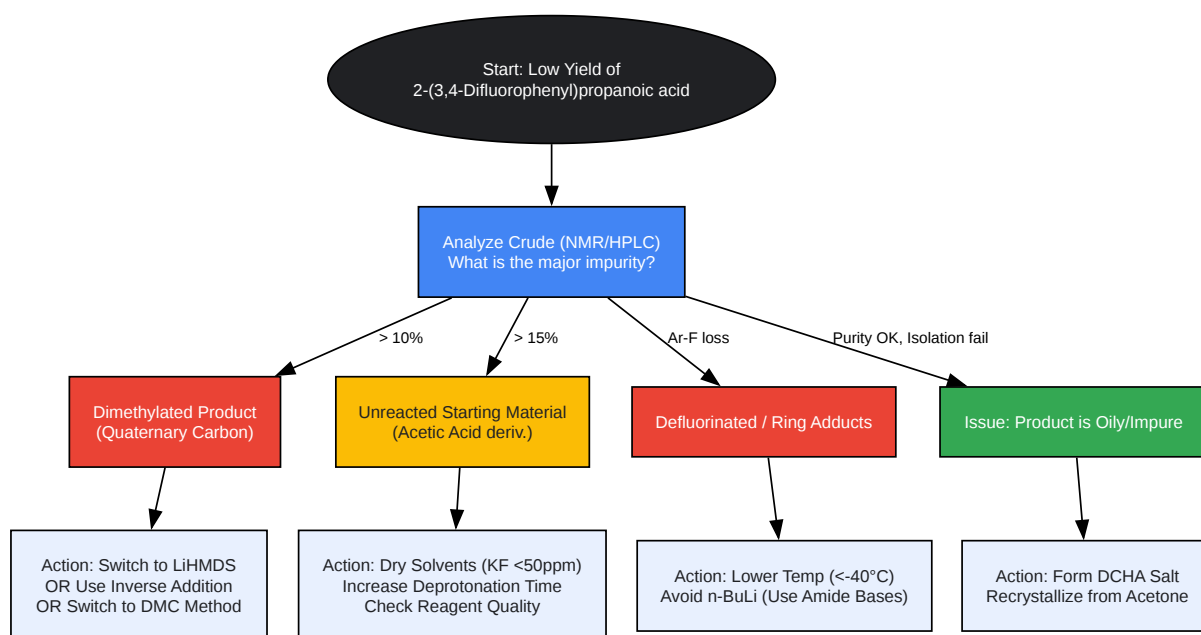 Start: Low Yield of
2-(3,4-Difluorophenyl)propanoic acid
Analyze Crude (NMR/HPLC)
What is the major impurity?
> 10%
> 15%
Ar-F loss
Purity OK, Isolation fail
Dimethylated Product
(Quaternary Carbon)
Unreacted Starting Material
(Acetic Acid deriv.)
Defluorinated / Ring Adducts
Issue: Product is Oily/Impure
Action: Switch to LiHMDS
OR Use Inverse Addition
OR Switch to DMC Method
Action: Dry Solvents (KF <50ppm)
Increase Deprotonation Time
Check Reagent Quality
Action: Lower Temp (<-40°C)
Avoid n-BuLi (Use Amide Bases)
Action: Form DCHA Salt
Recrystallize from Acetone